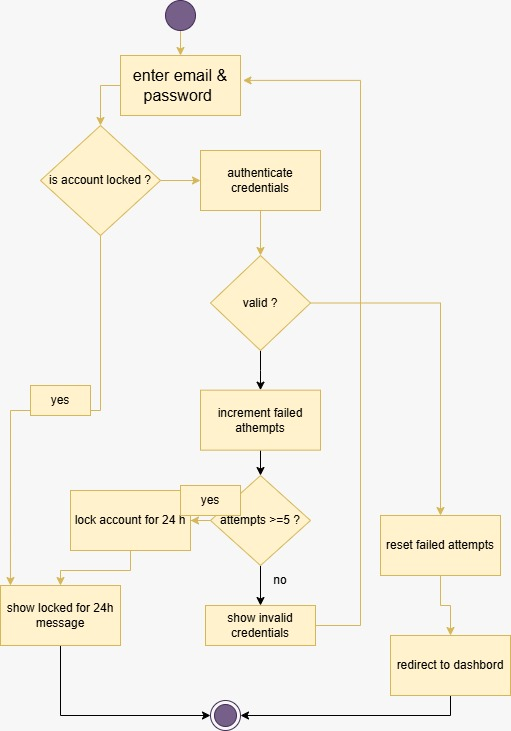 enter email &
password
is account locked ?
authenticate
credentials
valid ?
yes
increment failed
athempts
yes
lock account for 24 h
attempts >=5 ?
reset failed attempts
no
show locked for 24h
message
show invalid
credentials
redirect to dashbord